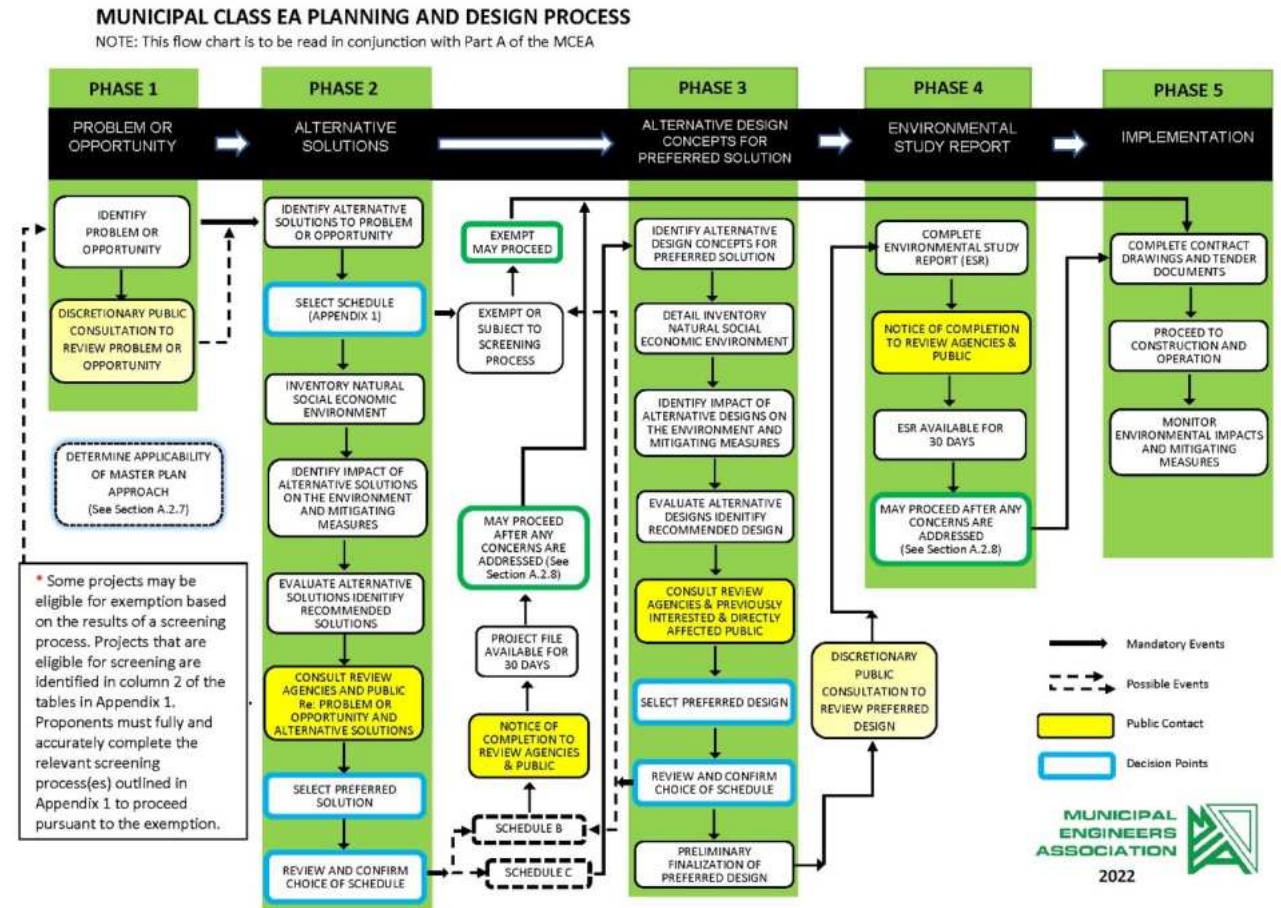 MUNICIPAL CLASS EA PLANNING AND DESIGN PROCESS
NOTE: This flow chart is to be read in conjunction with Part A of the MCEA
PHASE 1
PROBLEM OR
OPPORTUNITY
IDENTIFY
PROBLEM OR
OPPORTUNITY
DISCRETIONARY PUBLIC
CONSULTATION TO
REVIEW PROBLEM OR
OPPORTUNITY
DETERMINE APPLICABILITY
OF MASTER PLAN
APPROACH
(See Section A.2.7)
* Some projects may be
eligible for exemption based
on the results of a screening
process. Projects that are
eligible for screening are
identified in column 2 of the
tables in Appendix 1.
Proponents must fully and
accurately complete the
relevant screening
process(es) outlined in
Appendix 1 to proceed
pursuant to the exemption.
PHASE 2
ALTERNATIVE
SOLUTIONS
IDENTIFY ALTERNATIVE
SOLUTIONS TO PROBLEM
OR OPPORTUNITY
SELECT SCHEDULE
(APPENDIX 1)
INVENTORY NATURAL
SOCIAL ECONOMIC
ENVIRONMENT
IDENTIFY IMPACT OF
ALTERNATIVE SOLUTIONS
ON THE ENVIRONMENT
AND MITIGATING
MEASURES
EVALUATE ALTERNATIVE
SOLUTIONS IDENTIFY
RECOMMENDED
SOLUTIONS
CONSULT REVIEW
AGENCIES AND PUBLIC
Re: PROBLEM OR
OPPORTUNITY AND
ALTERNATIVE SOLUTIONS
SELECT PREFERRED
SOLUTION
REVIEW AND CONFIRM
CHOICE OF SCHEDULE
EXEMPT
MAY PROCEED
EXEMPT OR
SUBJECT TO
SCREENING
PROCESS
MAY PROCEED
AFTER ANY
CONCERNS ARE
ADDRESSED (See
Section A.2.8)
PROJECT FILE
AVAILABLE FOR
30 DAYS
NOTICE OF
COMPLETION TO
REVIEW AGENCIES
& PUBLIC
SCHEDULE B
SCHEDULE C
PHASE 3
ALTERNATIVE DESIGN
CONCEPTS FOR
PREFERRED SOLUTION
IDENTIFY ALTERNATIVE
DESIGN CONCEPTS FOR
PREFERRED SOLUTION
DETAIL INVENTORY
NATURAL SOCIAL
ECONOMIC ENVIRONMENT
IDENTIFY IMPACT OF
ALTERNATIVE DESIGNS ON
THE ENVIRONMENT AND
MITIGATING MEASURES
EVALUATE ALTERNATIVE
DESIGNS IDENTIFY
RECOMMENDED DESIGN
CONSULT REVIEW
AGENCIES & PREVIOUSLY
INTERESTED & DIRECTLY
AFFECTED PUBLIC
SELECT PREFERRED DESIGN
REVIEW AND CONFIRM
CHOICE OF SCHEDULE
PRELIMINARY
FINALIZATION OF
PREFERRED DESIGN
DISCRETIONARY
PUBLIC
CONSULTATION TO
REVIEW PREFERRED
DESIGN
PHASE 4
ENVIRONMENTAL
STUDY REPORT
COMPLETE
ENVIRONMENTAL STUDY
REPORT (ESR)
NOTICE OF COMPLETION
TO REVIEW AGENCIES &
PUBLIC
ESR AVAILABLE FOR
30 DAYS
MAY PROCEED AFTER ANY
CONCERNS ARE
ADDRESSED
(See Section A.2.8)
PHASE 5
IMPLEMENTATION
COMPLETE CONTRACT
DRAWINGS AND TENDER
DOCUMENTS
PROCEED TO
CONSTRUCTION AND
OPERATION
MONITOR
ENVIRONMENTAL IMPACTS
AND MITIGATING
MEASURES
Mandatory Events
Possible Events
Public Contact
Decision Points
MUNICIPAL
ENGINEERS
ASSOCIATION
2022